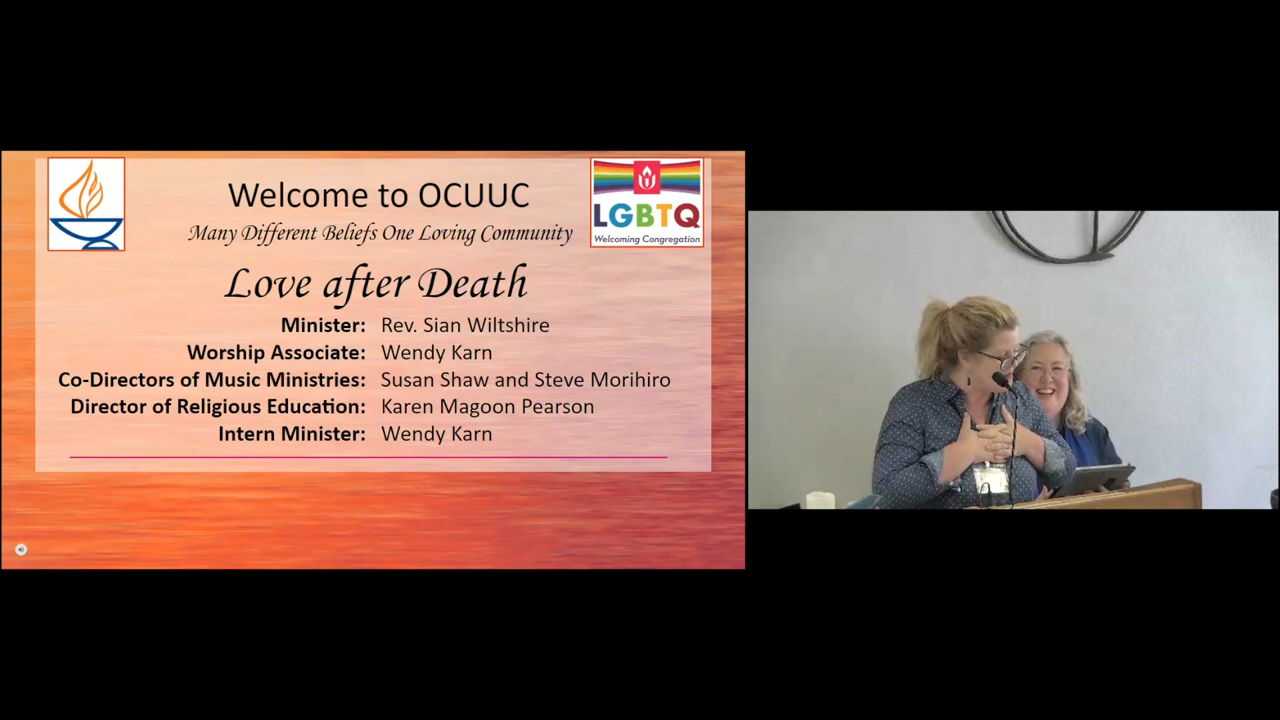 Welcome to OCUUC
Many Different Beliefs One Loving Community
LGBTQ
Welcoming Congregation
Love after Death
Minister: Rev. Sian Wiltshire
Worship Associate: Wendy Karn
Co-Directors of Music Ministries: Susan Shaw and Steve Morihiro
Director of Religious Education: Karen Magoon Pearson
Intern Minister: Wendy Karn